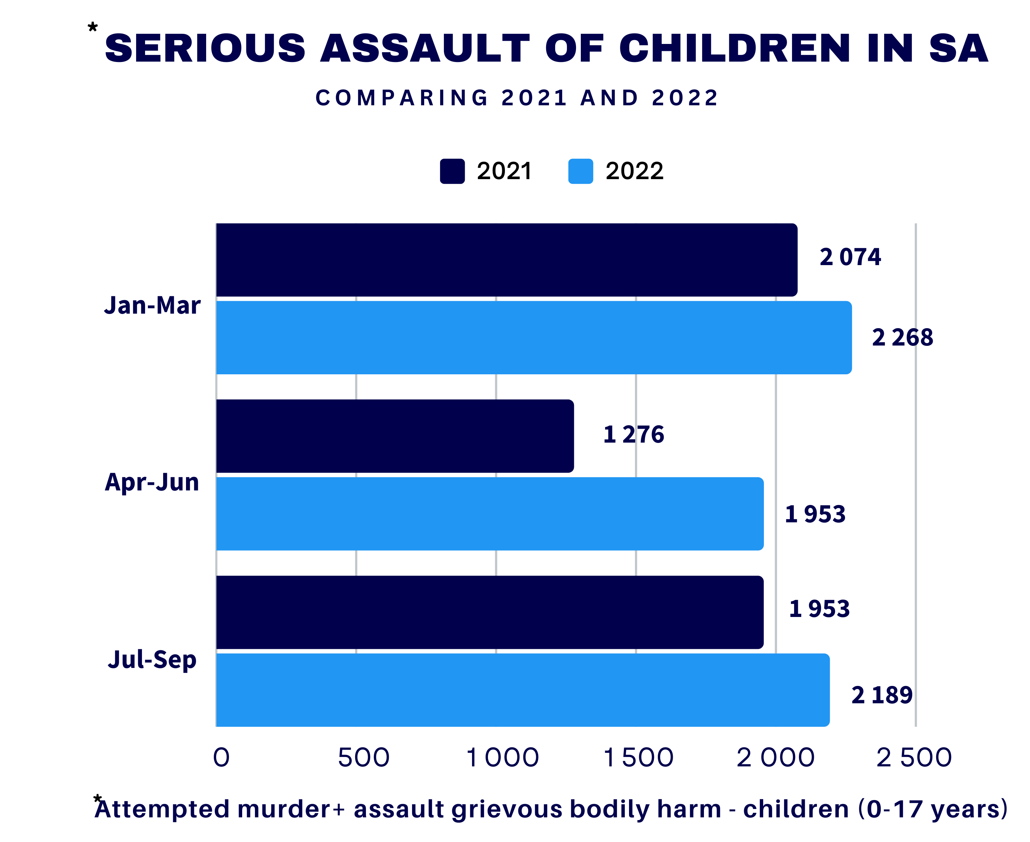 * SERIOUS ASSAULT OF CHILDREN IN SA
COMPARING 2021 AND 2022
2021 2022
2 074
Jan-Mar
2 268
1 276
Apr-Jun
1 953
1 953
Jul-Sep
2 189
0 500 1 000 1 500 2 000 2 500
*Attempted murder+ assault grievous bodily harm - children (0-17 years)